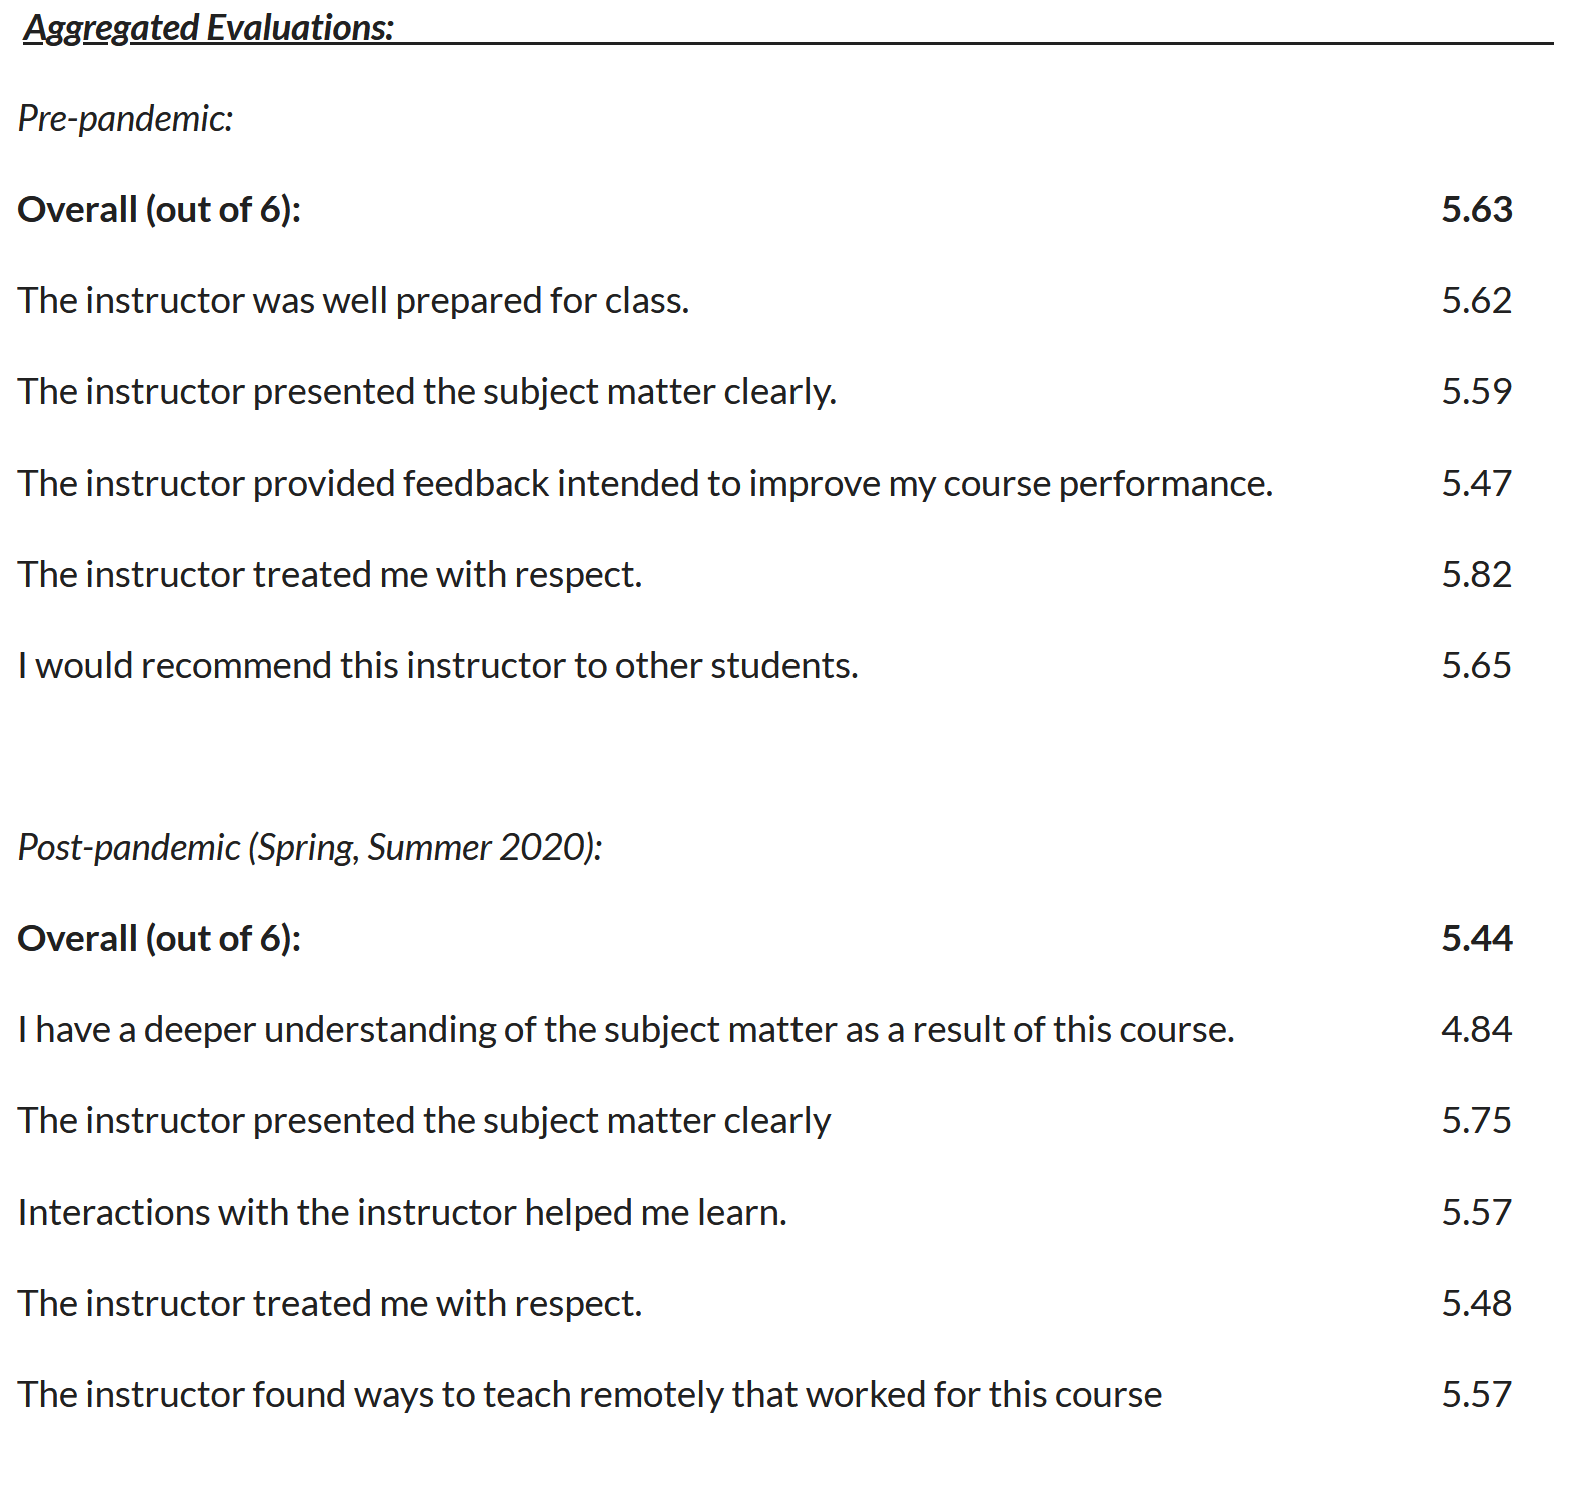 Aggregated Evaluations:
Pre-pandemic:
Overall (out of 6): 5.63
The instructor was well prepared for class. 5.62
The instructor presented the subject matter clearly. 5.59
The instructor provided feedback intended to improve my course performance. 5.47
The instructor treated me with respect. 5.82
I would recommend this instructor to other students. 5.65
Post-pandemic (Spring, Summer 2020):
Overall (out of 6): 5.44
I have a deeper understanding of the subject matter as a result of this course. 4.84
The instructor presented the subject matter clearly 5.75
Interactions with the instructor helped me learn. 5.57
The instructor treated me with respect. 5.48
The instructor found ways to teach remotely that worked for this course 5.57